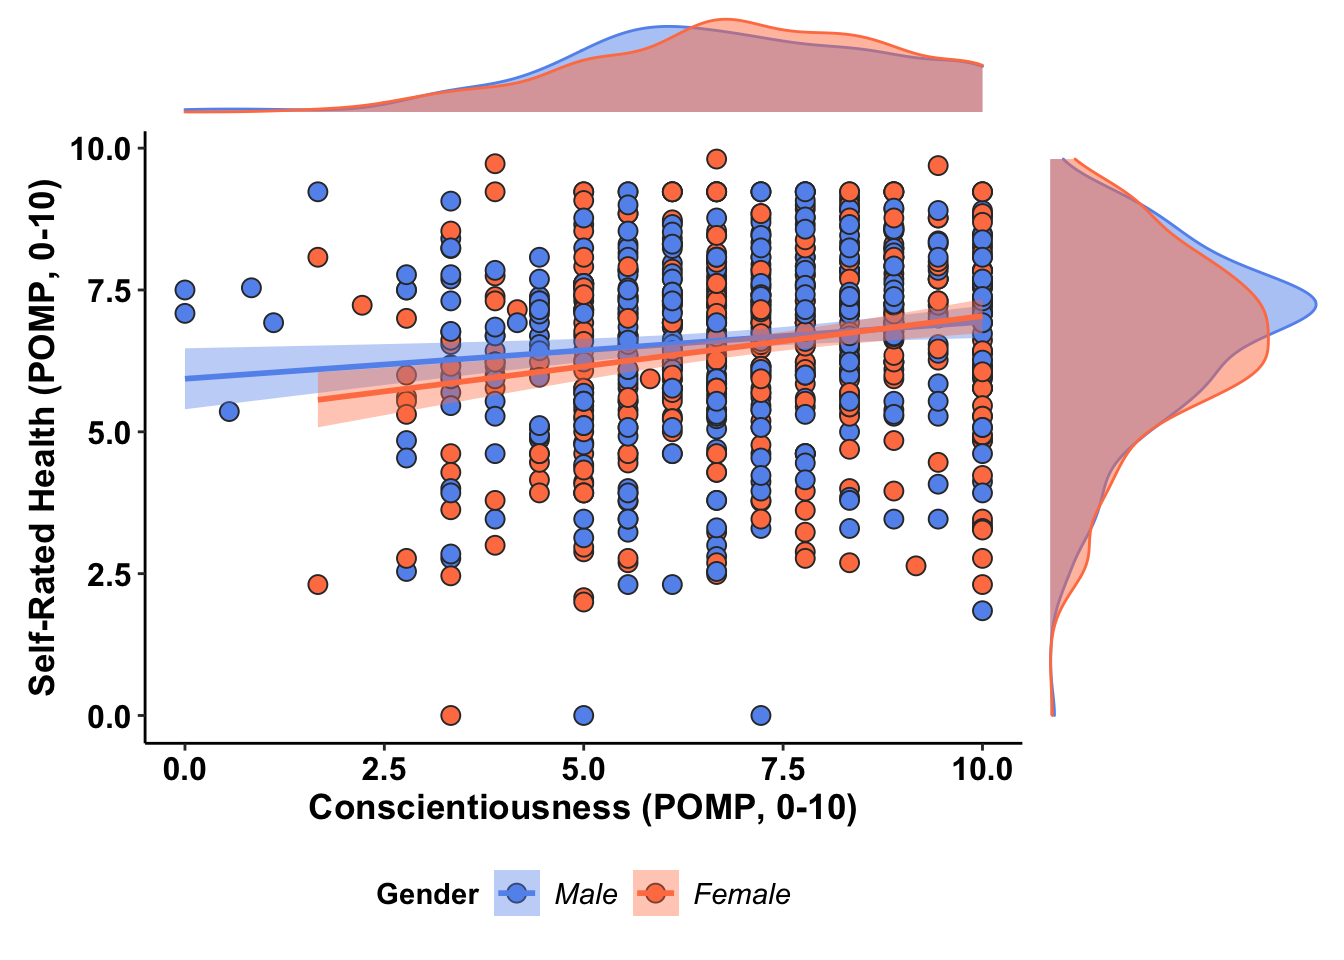 10.0
7.5
5.0
2.5
0.0
Self-Rated Health (POMP, 0-10)
0.0 2.5 5.0 7.5 10.0
Conscientiousness (POMP, 0-10)
Gender Male Female